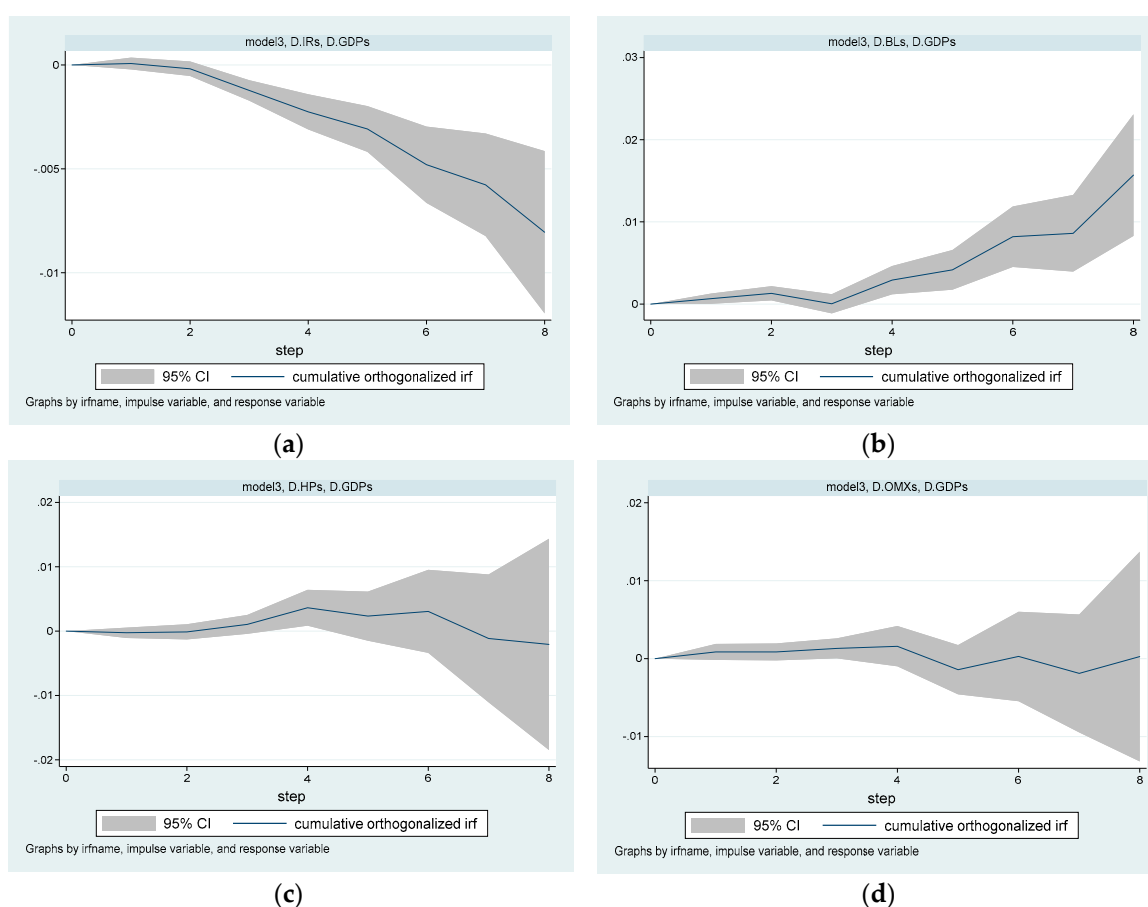 model3, D.IRs, D.GDPs
0
-.005
-.01
0 2 4 6 8
step
95% CI cumulative orthogonalized irf
Graphs by irfname, impulse variable, and response variable
(a)
model3, D.BLs, D.GDPs
.03
.02
.01
0
0 2 4 6 8
step
95% CI cumulative orthogonalized irf
Graphs by irfname, impulse variable, and response variable
(b)
model3, D.HPs, D.GDPs
.02
.01
0
-.01
-.02
0 2 4 6 8
step
95% CI cumulative orthogonalized irf
Graphs by irfname, impulse variable, and response variable
(c)
model3, D.OMXs, D.GDPs
.02
.01
0
-.01
0 2 4 6 8
step
95% CI cumulative orthogonalized irf
Graphs by irfname, impulse variable, and response variable
(d)